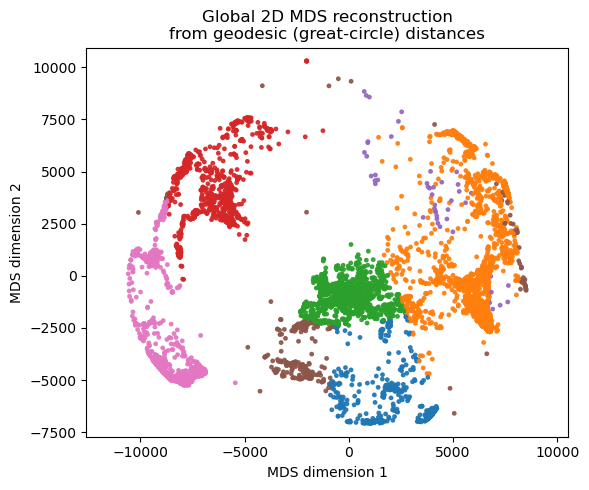 Global 2D MDS reconstruction
from geodesic (great-circle) distances
10000
7500
5000
2500
0
−2500
−5000
−7500
MDS dimension 2
−10000 −5000 0 5000 10000
MDS dimension 1